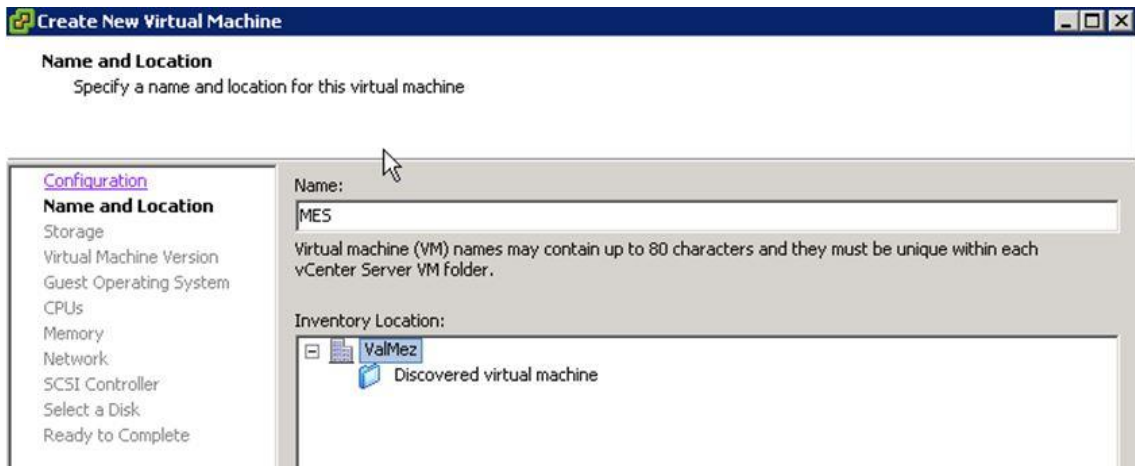 Create New Virtual Machine
Name and Location
Specify a name and location for this virtual machine
Configuration
Name and Location
Storage
Virtual Machine Version
Guest Operating System
CPUs
Memory
Network
SCSI Controller
Select a Disk
Ready to Complete
Name:
MES
Virtual machine (VM) names may contain up to 80 characters and they must be unique within each
vCenter Server VM folder.
Inventory Location:
ValMez
Discovered virtual machine